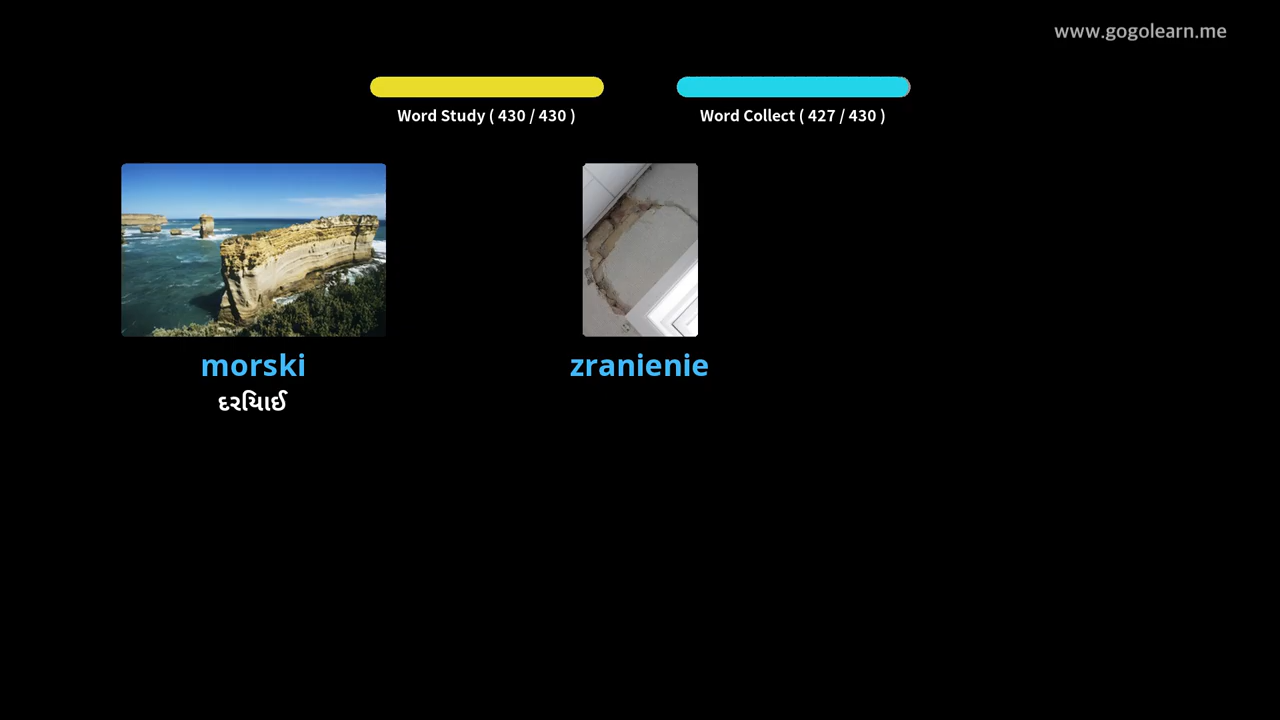 www.gogolearn.me
Word Study ( 430 / 430 )
Word Collect ( 427 / 430 )
morski
દરિયાઈ
zranienie